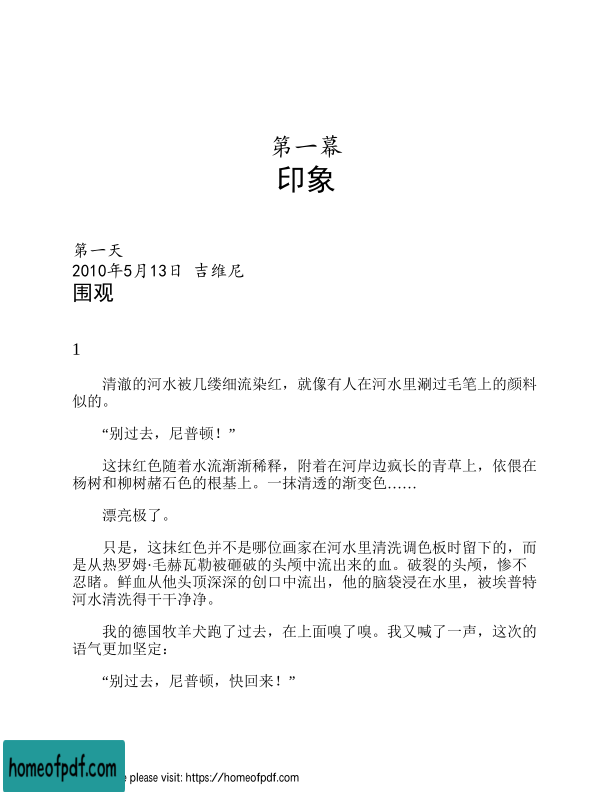 第一幕
印象
第一天
2010年5月13日 吉维尼
围观
1
清澈的河水被几缕细流染红，就像有人在河水里涮过毛笔上的颜料
似的。
“别过去，尼普顿！”
这抹红色随着水流渐渐稀释，附着在河岸边疯长的青草上，依偎在
杨树和柳树赭石色的根基上。一抹清透的渐变色……
漂亮极了。
只是，这抹红色并不是哪位画家在河水里清洗调色板时留下的，而
是从热罗姆·毛赫瓦勒被砸破的头颅中流出来的血。破裂的头颅，惨不
忍睹。鲜血从他头顶深深的创口中流出，他的脑袋浸在水里，被埃普特
河水清洗得干干净净。
我的德国牧羊犬跑了过去，在上面嗅了嗅。我又喊了一声，这次的
语气更加坚定：
“别过去，尼普顿，快回来！”
homeofpdf.com
e please visit: https://homeofpdf.com